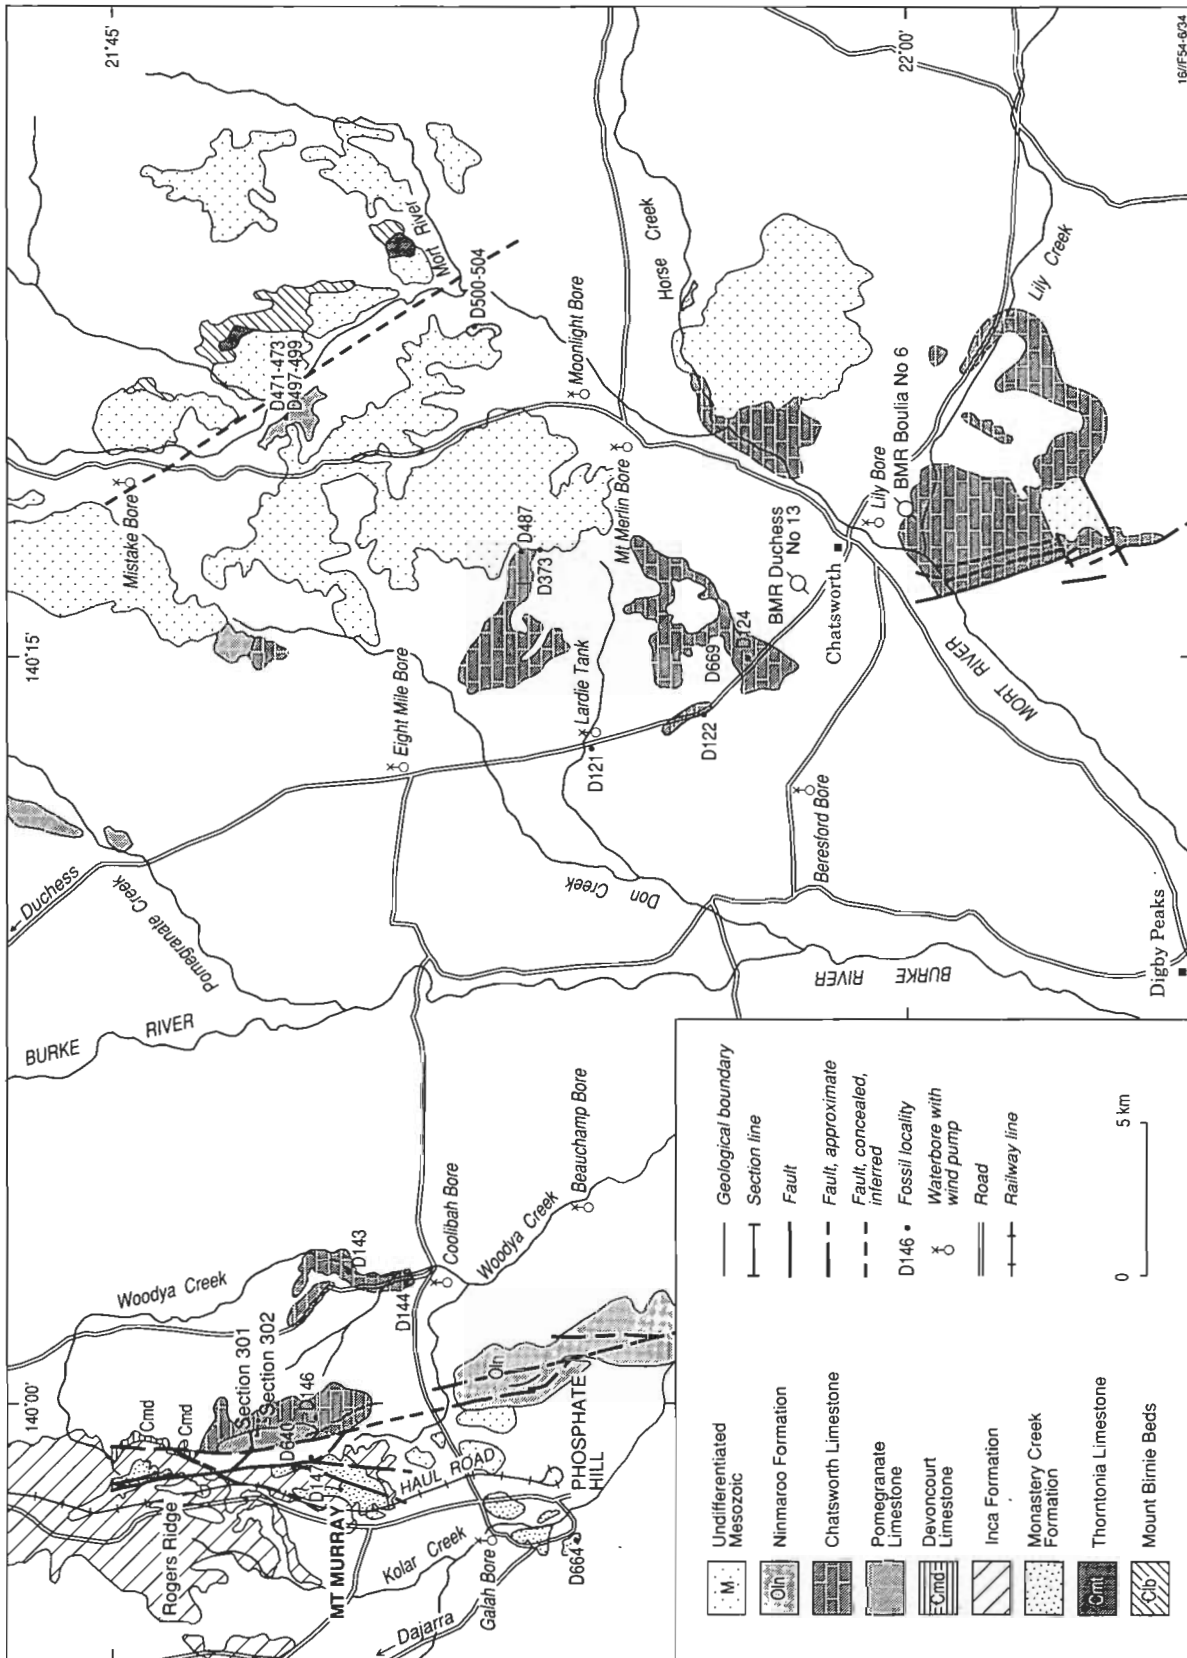 Dajarra
Kolar Creek
Galah Bore
D664
Rogers Ridge
MT MURRAY
HAUL ROAD
PHOSPHATE
HILL
Cmd
Cmd
D147
D640
D146
Section 301
Section 302
140°00'
Oln
Woodya Creek
D143
D144
Coolibah Bore
Woodya Creek
Beauchamp Bore
BURKE RIVER
Pomegranate Creek
Duchess
Don Creek
BURKE
RIVER
Digby Peaks
Beresford Bore
Eight Mile Bore
D121
Lardie Tank
D122
140°15'
D669
D124
D373
D487
BMR Duchess
No 13
Chatsworth
MORT RIVER
Mistake Bore
Mt Merlin Bore
Moonlight Bore
Lily Bore
BMR Boulia No 6
D471-473
D497-499
D500-504
Mort River
Horse Creek
Lily Creek
21°45'
22°00'
16//F54-6/34
M
Undifferentiated
Mesozoic
Oln
Ninmaroo Formation
Chatsworth Limestone
Pomegranate
Limestone
Cmd
Devoncourt
Limestone
Inca Formation
Monastery Creek
Formation
Cmt
Thorntonia Limestone
Clb
Mount Birnie Beds
Geological boundary
Section line
Fault
Fault, approximate
Fault, concealed,
inferred
D146 • Fossil locality
Waterbore with
wind pump
Road
Railway line
0 5 km